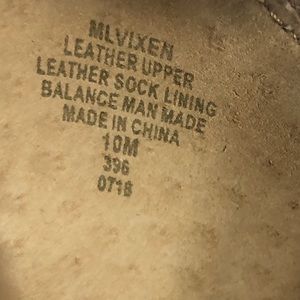 MLVIXEN
LEATHER UPPER
LEATHER SOCK LINING
BALANCE MAN MADE
MADE IN CHINA
10M
396
0718